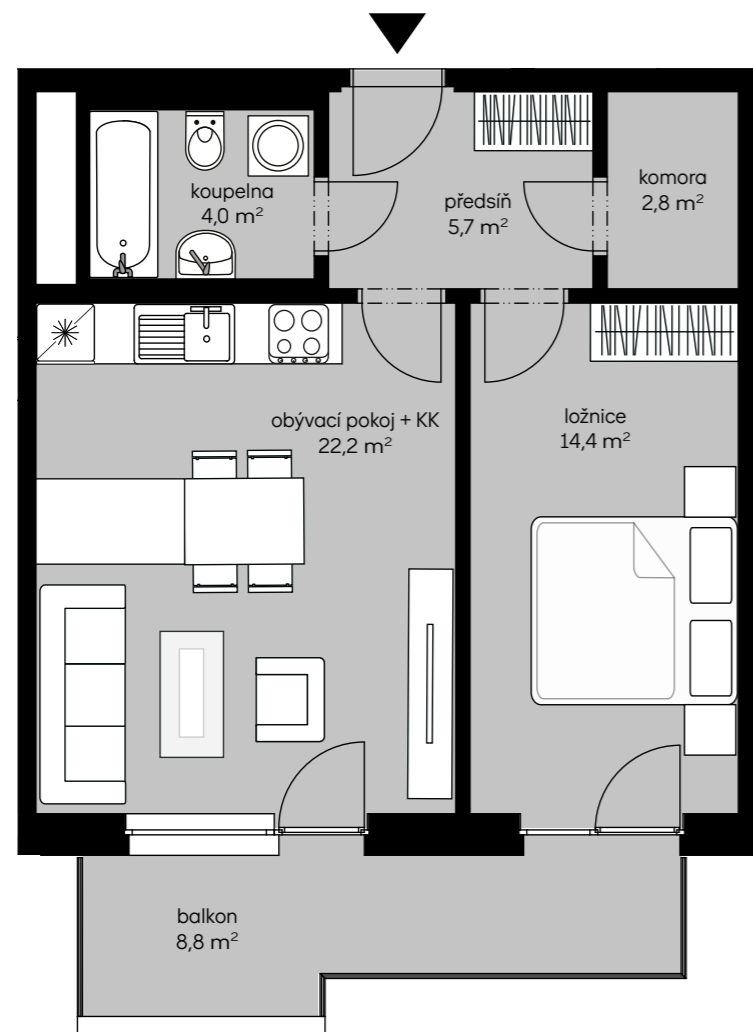 koupelna
4,0 m²
předsíň
5,7 m²
komora
2,8 m²
obývací pokoj + KK
22,2 m²
ložnice
14,4 m²
balkon
8,8 m²